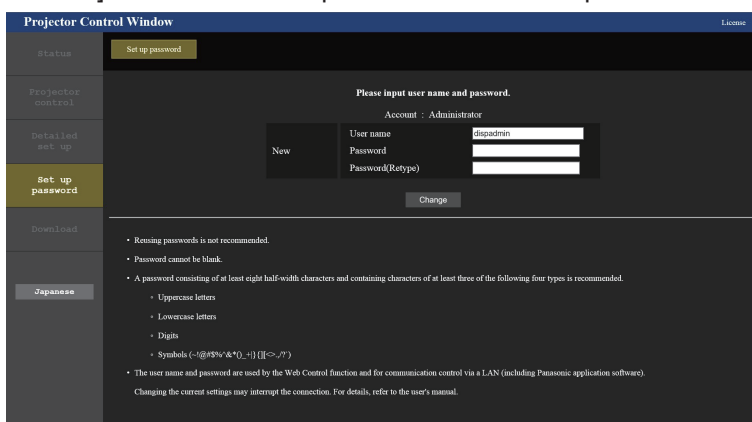 Projector Control Window
License
Status
Set up password
Projector
control
Detailed
set up
Set up
password
Download
Japanese
Please input user name and password.
Account : Administrator
New
User name
dispadmin
Password
Password(Retype)
Change
• Reusing passwords is not recommended.
• Password cannot be blank.
• A password consisting of at least eight half-width characters and containing characters of at least three of the following four types is recommended.
◦ Uppercase letters
◦ Lowercase letters
◦ Digits
◦ Symbols (~!@#$%^&*()_+|}{][<>.,/?`)
• The user name and password are used by the Web Control function and for communication control via a LAN (including Panasonic application software).
Changing the current settings may interrupt the connection. For details, refer to the user's manual.